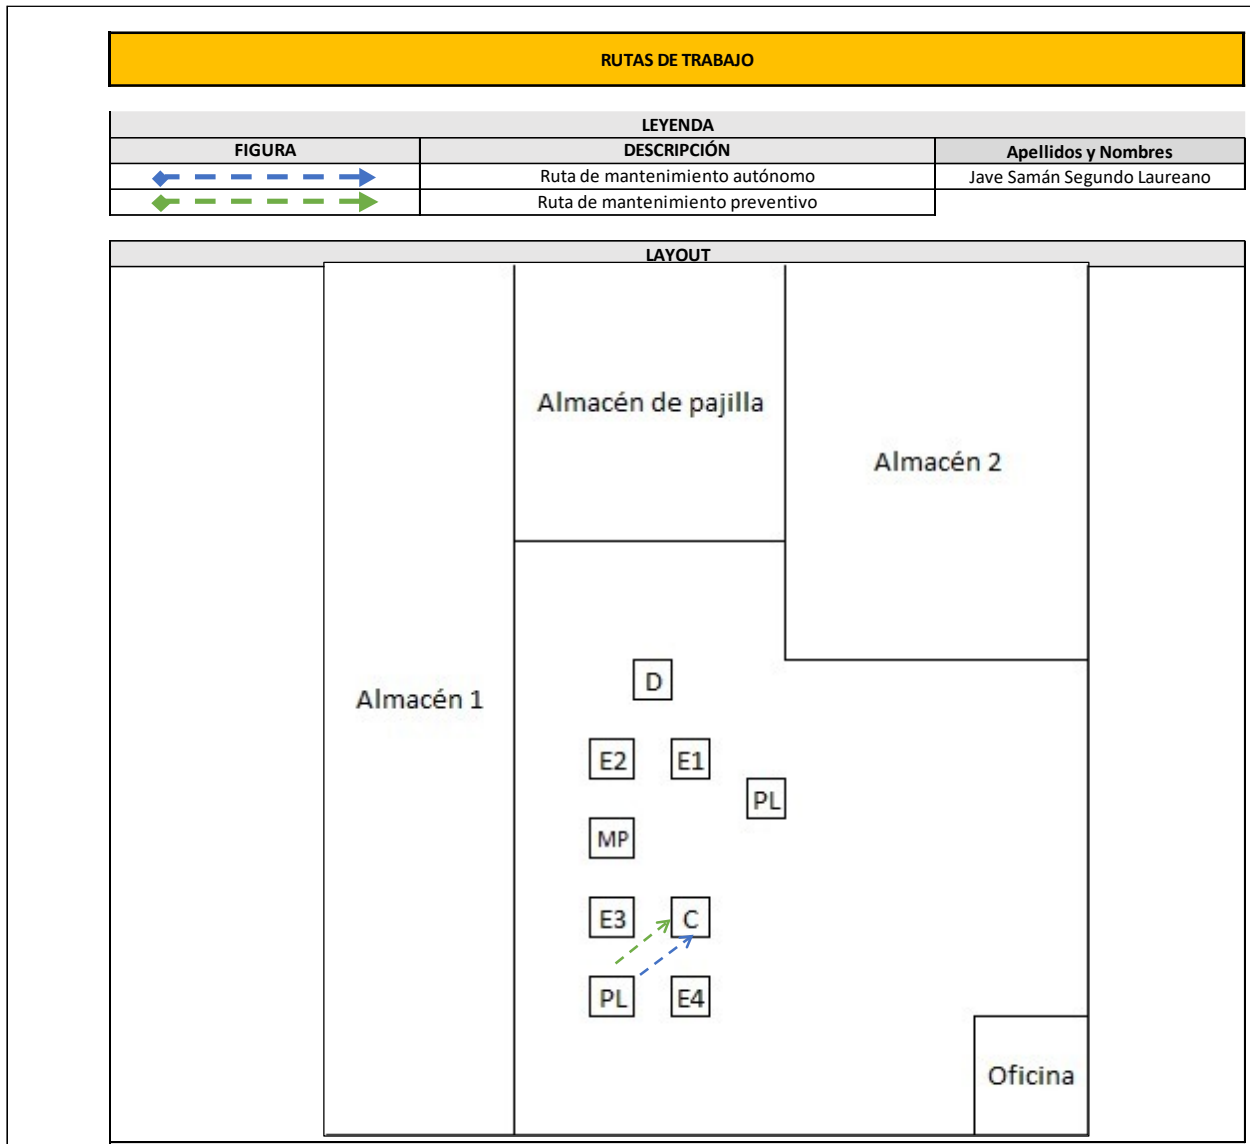 RUTAS DE TRABAJO
LEYENDA
FIGURA DESCRIPCIÓN Apellidos y Nombres
Ruta de mantenimiento autónomo Jave Samán Segundo Laureano
Ruta de mantenimiento preventivo
LAYOUT
Almacén de pajilla
Almacén 2
Almacén 1
D
E2 E1
PL
MP
E3 C
PL E4
Oficina